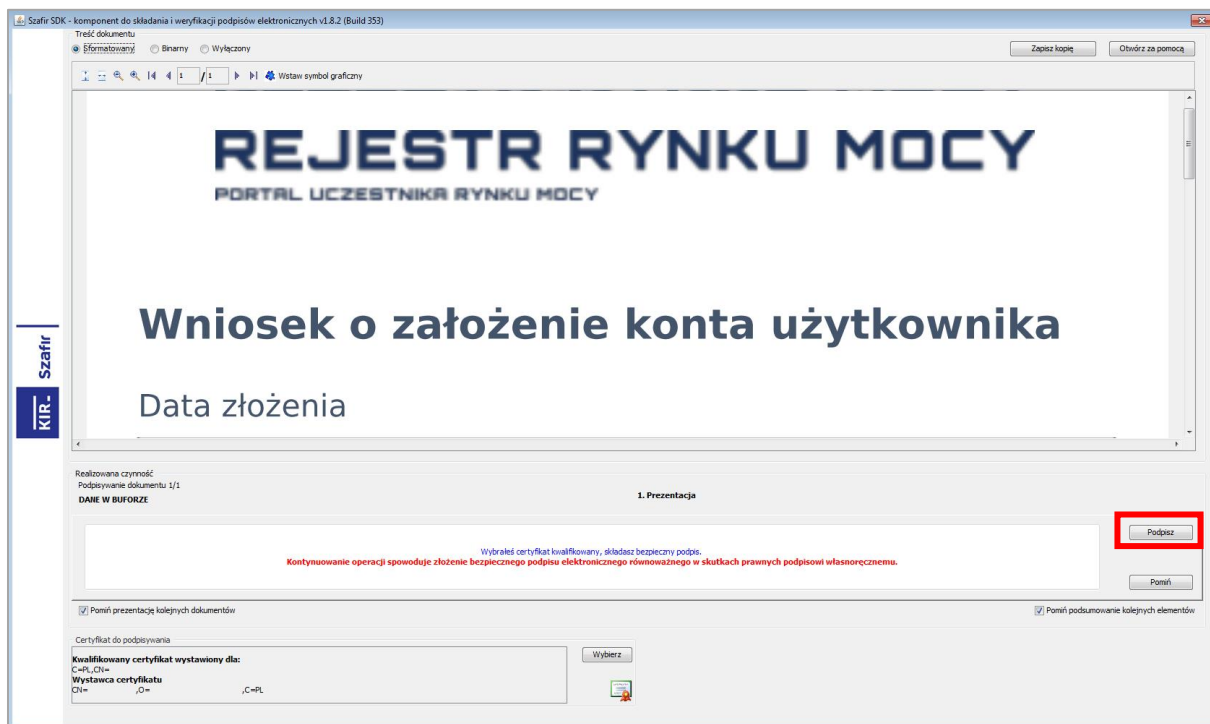 Szafir SDK - komponent do składania i weryfikacji podpisów elektronicznych v1.8.2 (Build 353)
Treść dokumentu
Sformatowany Binarny Wyłączony
Zapisz kopię Otwórz za pomocą
1 / 1 Wstaw symbol graficzny
REJESTR RYNKU MOCY
PORTAL UCZESTNIKA RYNKU MOCY
Wniosek o założenie konta użytkownika
Data złożenia
KIR Szafir
Realizowana czynność
Podpisywanie dokumentu 1/1
DANE W BUFORZE
1. Prezentacja
Wybrałeś certyfikat kwalifikowany, składasz bezpieczny podpis.
Kontynuowanie operacji spowoduje złożenie bezpiecznego podpisu elektronicznego równoważnego w skutkach prawnych podpisowi własnoręcznemu.
Podpisz
Pomiń
Pomiń prezentację kolejnych dokumentów
Pomiń podsumowanie kolejnych elementów
Certyfikat do podpisywania
Kwalifikowany certyfikat wystawiony dla:
C=PL,CN=
Wystawca certyfikatu
CN= ,O= ,C=PL
Wybierz